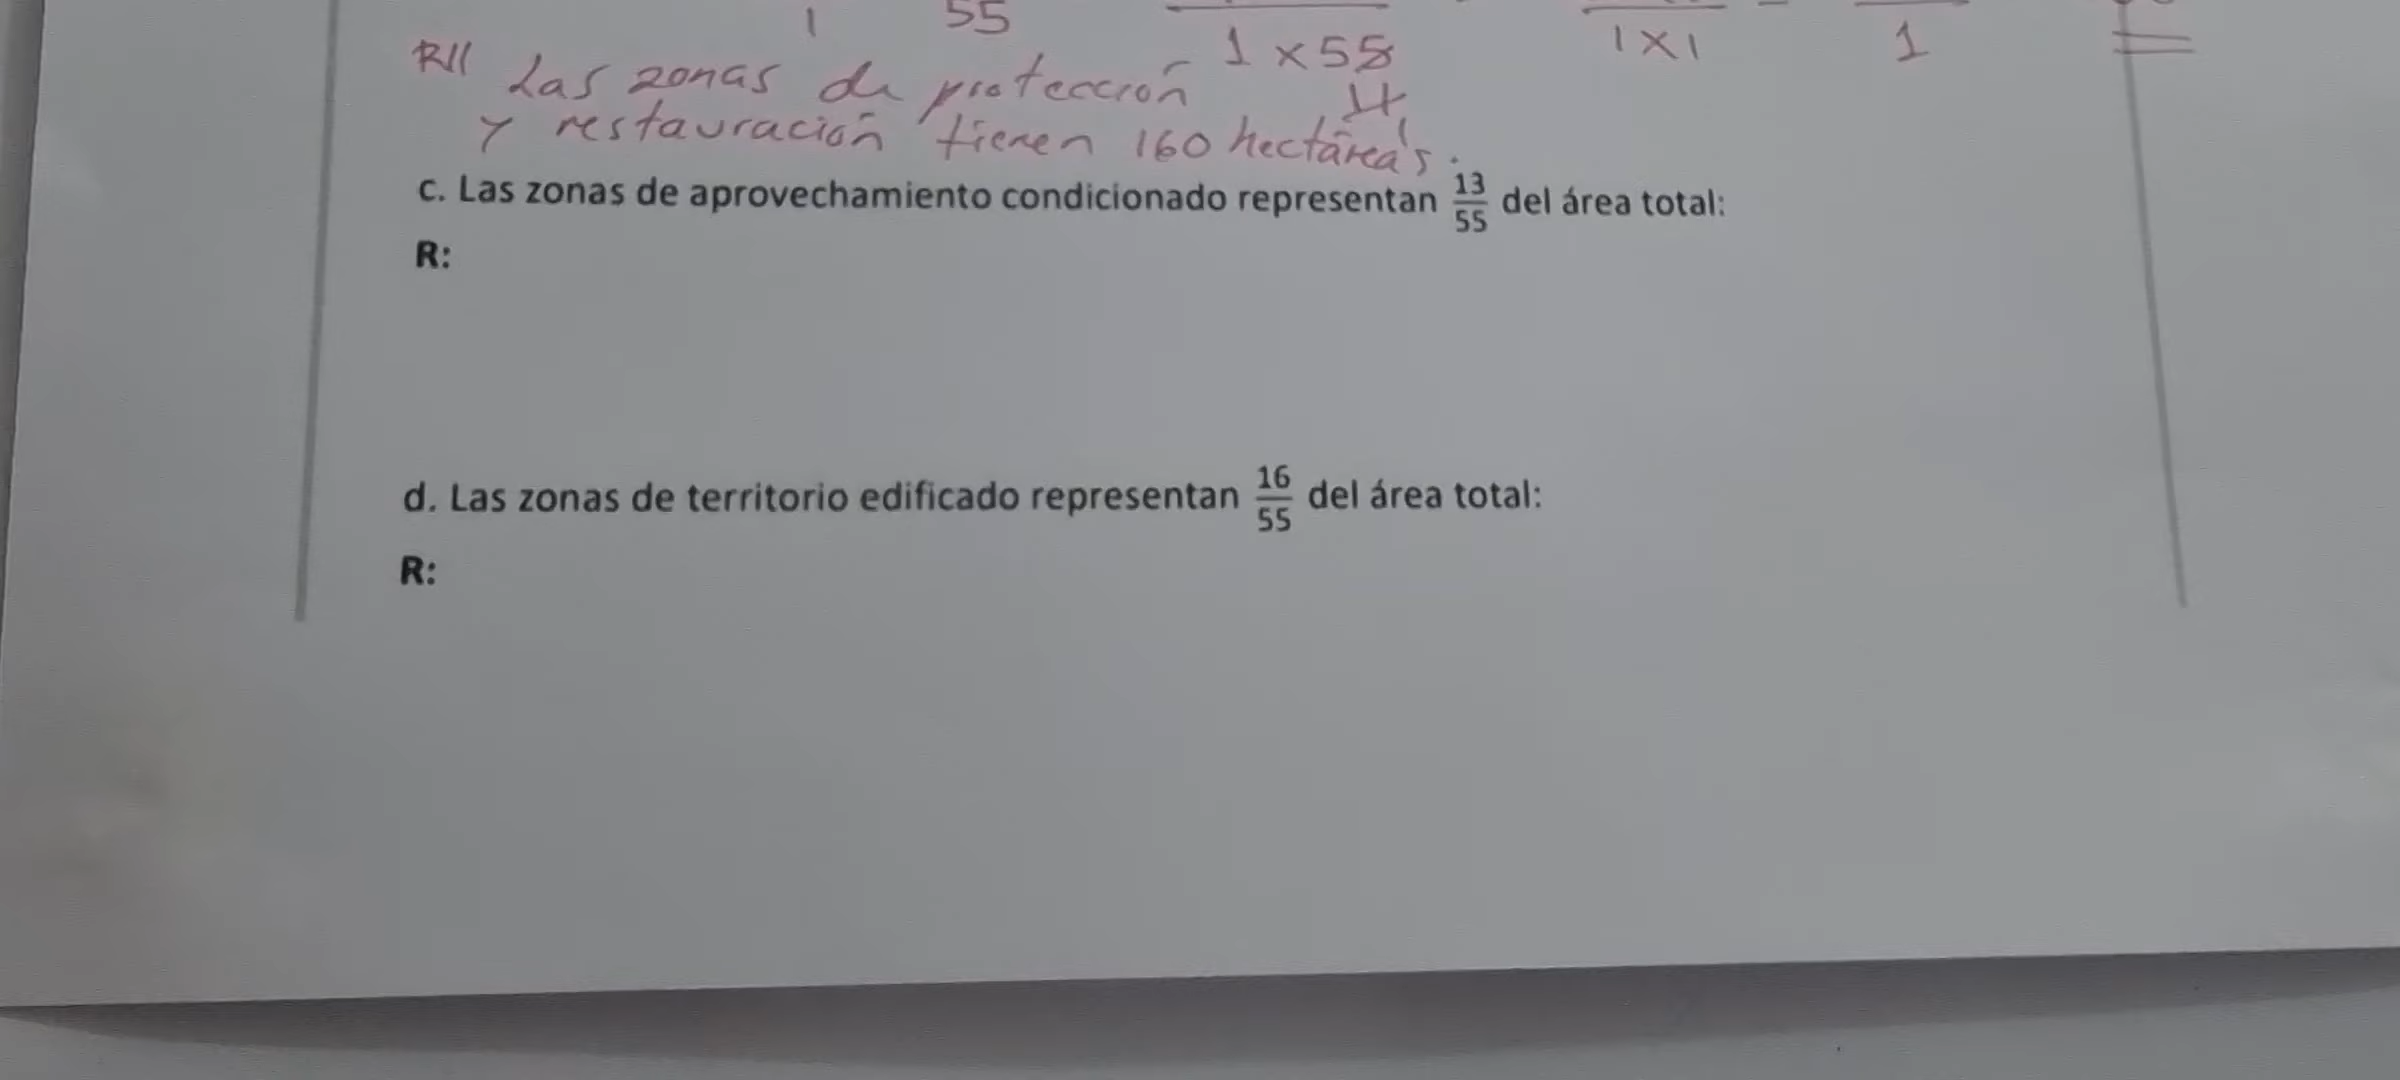 1 55 1 x 55 1 x 1 1
R// Las zonas de protección
y restauración tienen 160 hectáreas.
c. Las zonas de aprovechamiento condicionado representan 13/55 del área total:
R:
d. Las zonas de territorio edificado representan 16/55 del área total:
R: